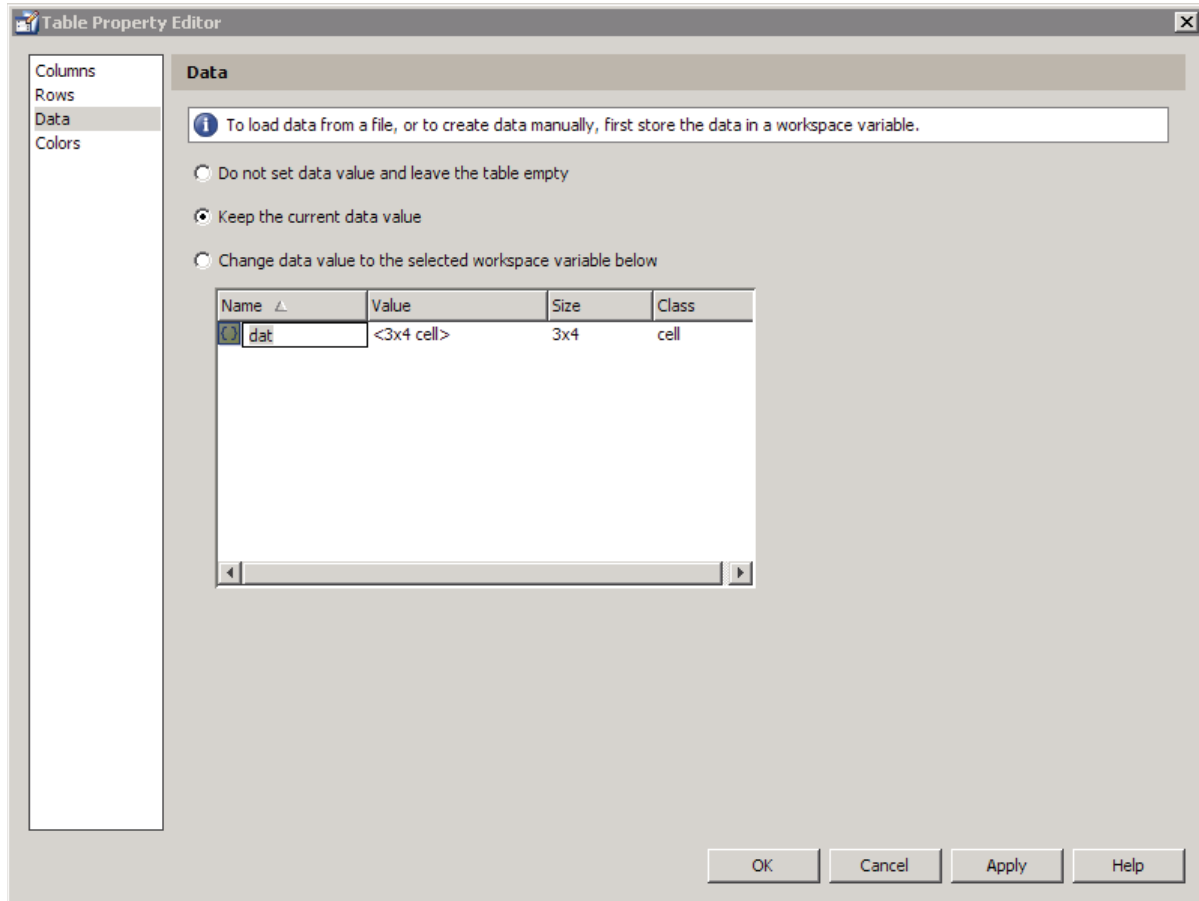 Table Property Editor
Columns
Rows
Data
Colors
Data
To load data from a file, or to create data manually, first store the data in a workspace variable.
Do not set data value and leave the table empty
Keep the current data value
Change data value to the selected workspace variable below
Name Value Size Class
dat <3x4 cell> 3x4 cell
OK Cancel Apply Help